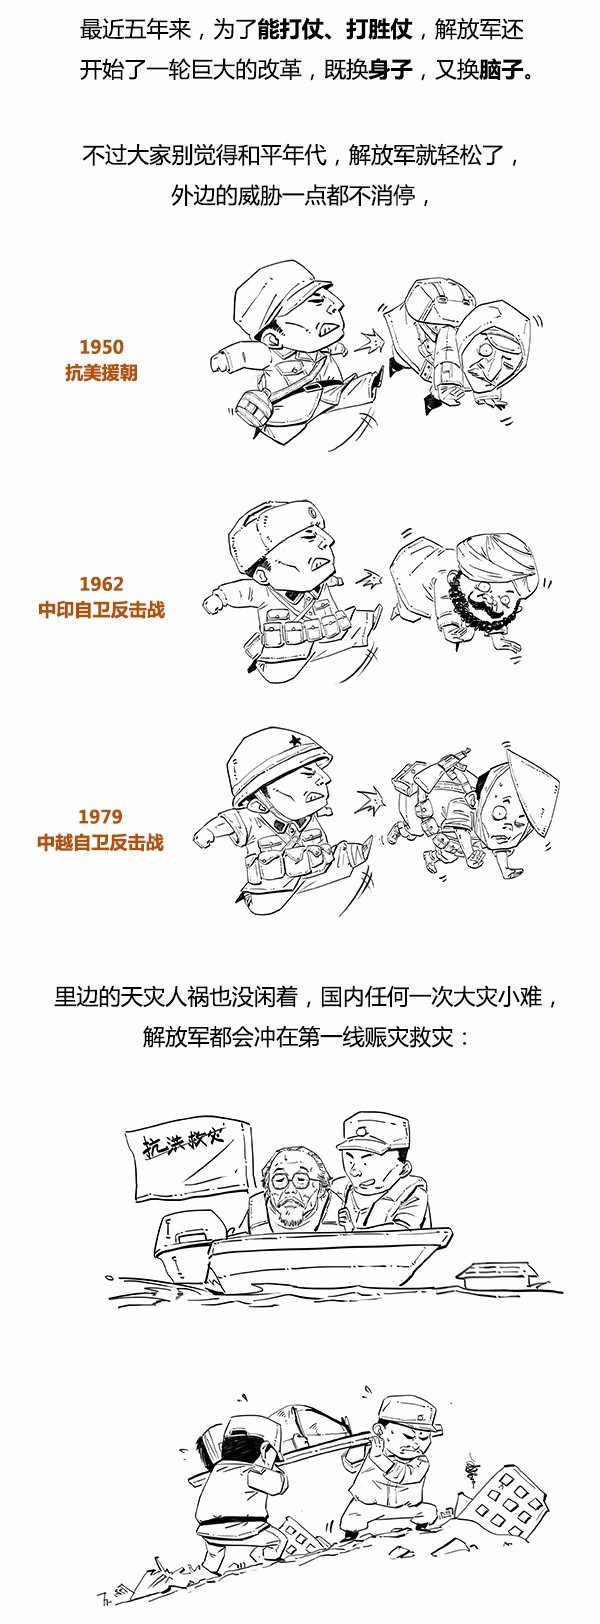 最近五年来，为了能打仗、打胜仗，解放军还
开始了一轮巨大的改革，既换身子，又换脑子。
不过大家别觉得和平年代，解放军就轻松了，
外边的威胁一点都不消停，
1950
抗美援朝
1962
中印自卫反击战
1979
中越自卫反击战
里边的天灾人祸也没闲着，国内任何一次大灾小难，
解放军都会冲在第一线赈灾救灾：
抗洪救灾